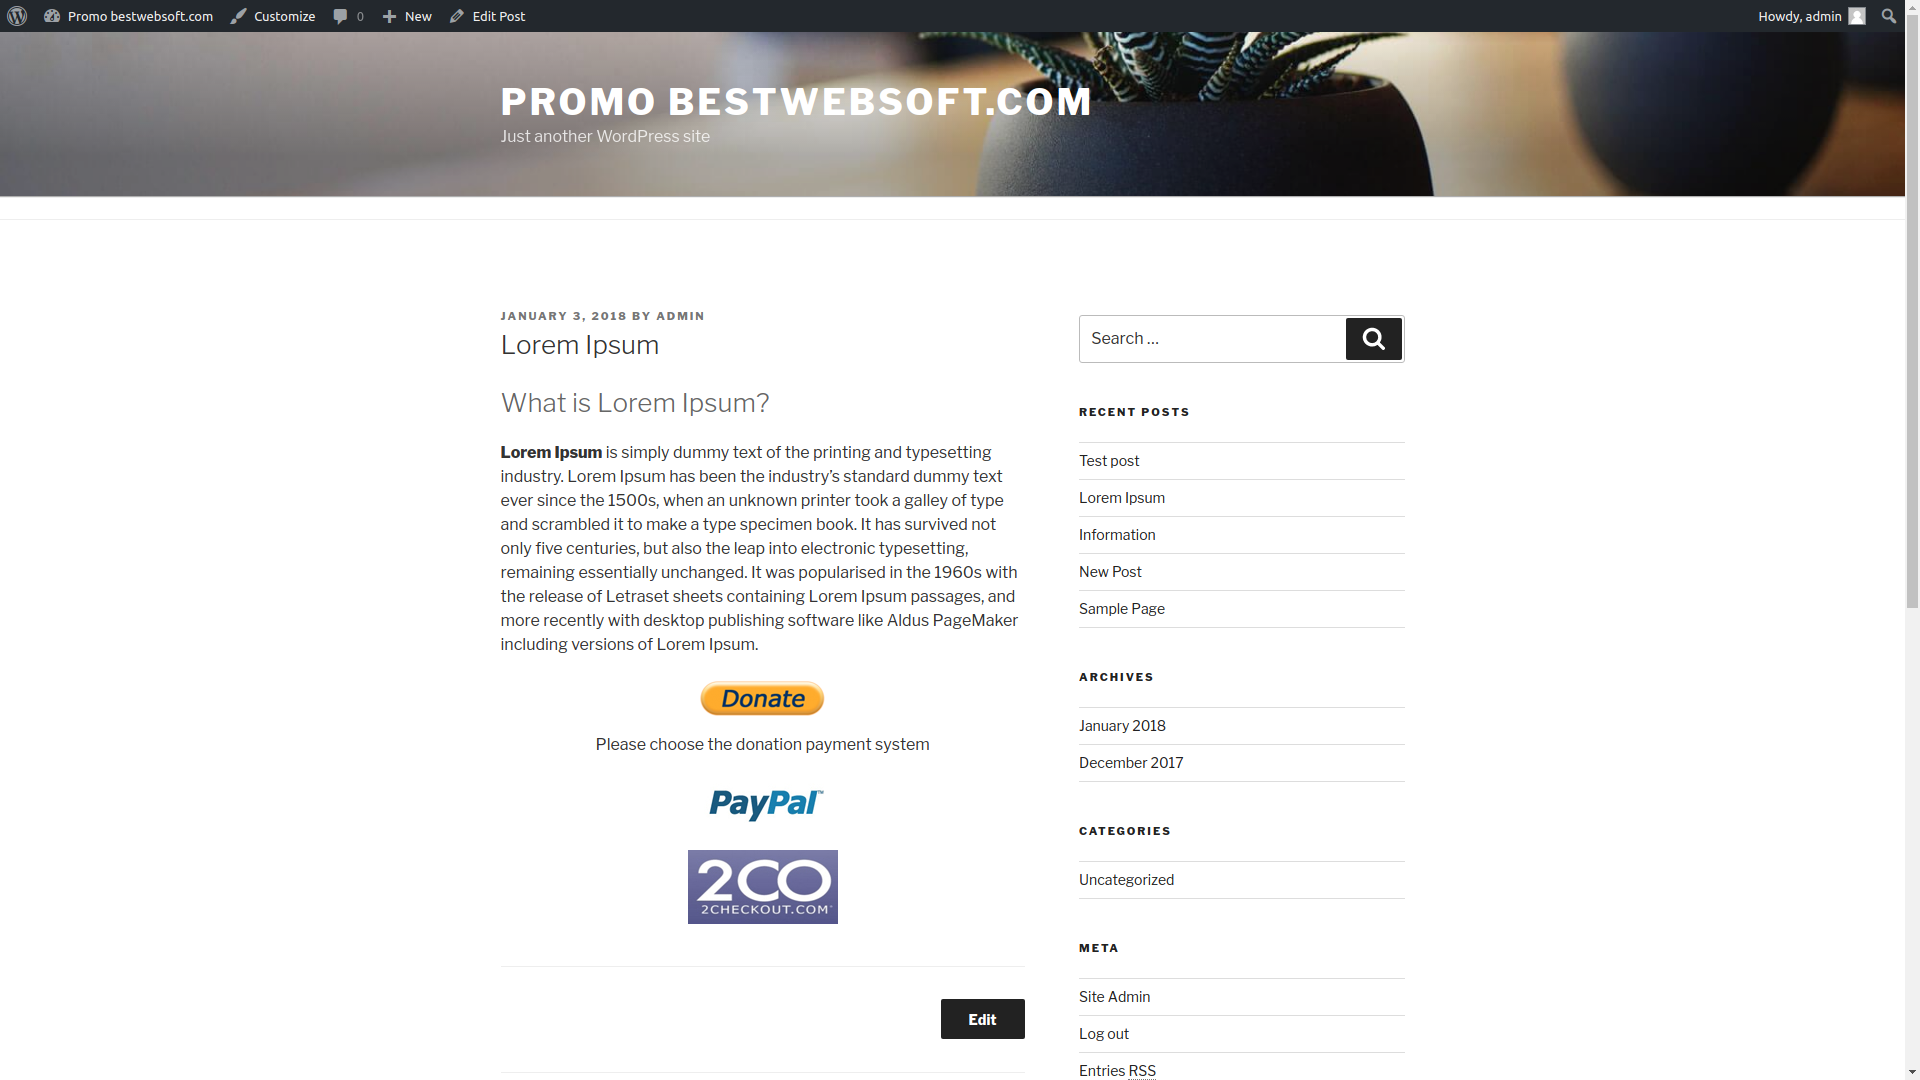 Promo bestwebsoft.com Customize 0 New Edit Post Howdy, admin
PROMO BESTWEBSOFT.COM
Just another WordPress site
JANUARY 3, 2018 BY ADMIN
Lorem Ipsum
What is Lorem Ipsum?
Lorem Ipsum is simply dummy text of the printing and typesetting
industry. Lorem Ipsum has been the industry’s standard dummy text
ever since the 1500s, when an unknown printer took a galley of type
and scrambled it to make a type specimen book. It has survived not
only five centuries, but also the leap into electronic typesetting,
remaining essentially unchanged. It was popularised in the 1960s with
the release of Letraset sheets containing Lorem Ipsum passages, and
more recently with desktop publishing software like Aldus PageMaker
including versions of Lorem Ipsum.
Donate
Please choose the donation payment system
PayPal™
2CO
2CHECKOUT.COM
Edit
Search …
RECENT POSTS
Test post
Lorem Ipsum
Information
New Post
Sample Page
ARCHIVES
January 2018
December 2017
CATEGORIES
Uncategorized
META
Site Admin
Log out
Entries RSS